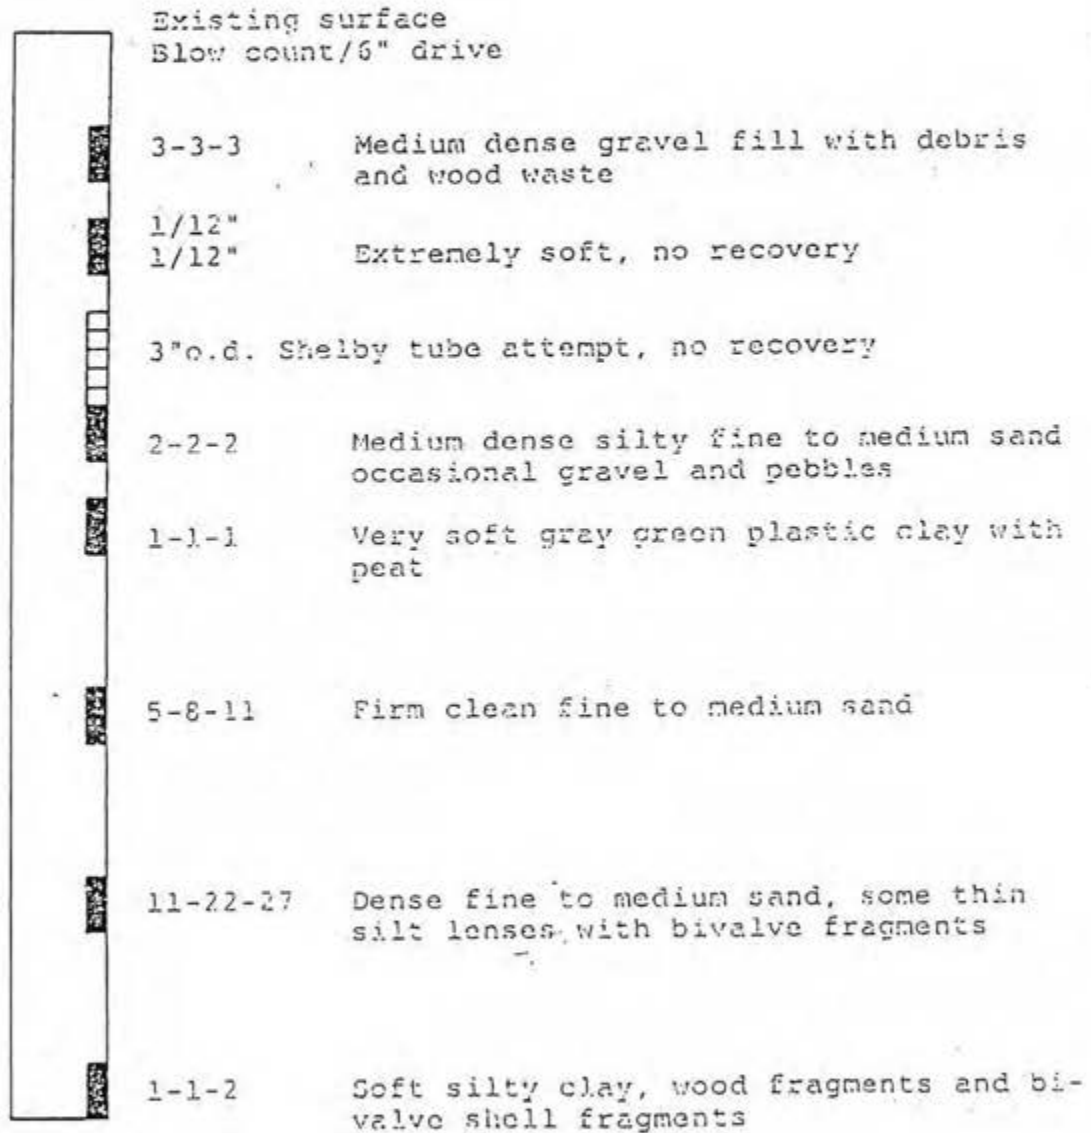 Existing surface
Blow count/6" drive
3-3-3 Medium dense gravel fill with debris
and wood waste
1/12"
1/12" Extremely soft, no recovery
3"o.d. Shelby tube attempt, no recovery
2-2-2 Medium dense silty fine to medium sand
occasional gravel and pebbles
1-1-1 Very soft gray green plastic clay with
peat
5-8-11 Firm clean fine to medium sand
11-22-27 Dense fine to medium sand, some thin
silt lenses with bivalve fragments
1-1-2 Soft silty clay, wood fragments and bi-
valve shell fragments